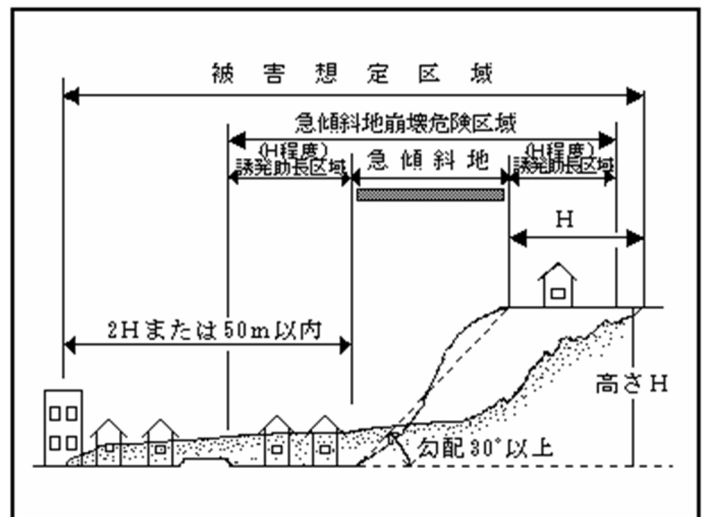 被害想定区域
急傾斜地崩壊危険区域
(H程度)
誘発助長区域
急傾斜地
(H程度)
誘発助長区域
H
2Hまたは50m以内
高さH
勾配30°以上